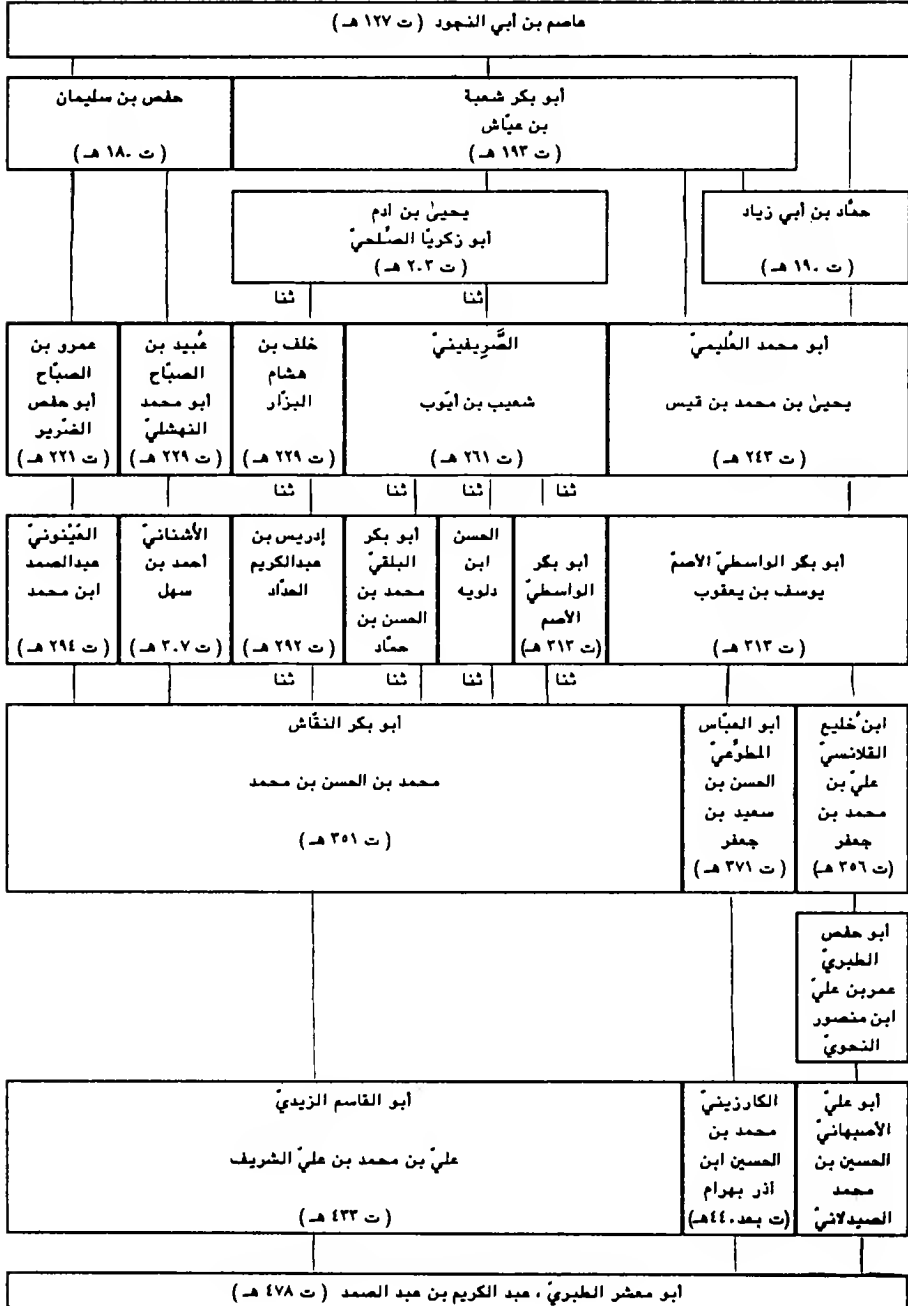 عاصم بن أبي النجود ( ت ١٢٧ هـ )
أبو بكر شعبة
بن عيّاش
( ت ١٩٣ هـ )
حفص بن سليمان
( ت ١٨٠ هـ )
حمّاد بن أبي زياد
( ت ١٩٠ هـ )
يحيىٰ بن آدم
أبو زكريّا الصُّلحيّ
( ت ٢٠٣ هـ )
ثنا
ثنا
أبو محمد العُليميّ
يحيىٰ بن محمد بن قيس
( ت ٢٤٣ هـ )
الصَّرِيفينيّ
شعيب بن أيّوب
( ت ٢٦١ هـ )
خلف بن
هشام
البزّار
( ت ٢٢٩ هـ )
عُبيد بن
الصبّاح
أبو محمد
النهشليّ
( ت ٢٢٩ هـ )
عمرو بن
الصبّاح
أبو حفص
الضّرير
( ت ٢٢١ هـ )
ثنا
ثنا
ثنا
ثنا
أبو بكر الواسطيّ الأصمّ
يوسف بن يعقوب
( ت ٣١٣ هـ )
أبو بكر
الواسطيّ
الأصم
( ت ٣١٣ هـ)
الحسن
ابن
دلويه
أبو بكر
البلقيّ
محمد بن
الحسن بن
حمّاد
إدريس بن
عبدالكريم
الحدّاد
( ت ٢٩٢ هـ )
الأشنانيّ
أحمد بن
سهل
( ت ٣٠٧ هـ )
العَيْنونيّ
عبدالصمد
ابن محمد
( ت ٢٩٤ هـ )
ثنا
ثنا
ثنا
ثنا
ابن خُليع
القلانسيّ
عليّ بن
محمد بن
جعفر
(ت ٣٥٦ هـ)
أبو العبّاس
المطوّعيّ
الحسن بن
سعيد بن
جعفر
( ت ٣٧١ هـ )
أبو بكر النقّاش
محمد بن الحسن بن محمد
( ت ٣٥١ هـ )
أبو حفص
الطبريّ
عمربن عليّ
ابن منصور
النحويّ
أبو عليّ
الأصبهانيّ
الحسين بن
محمد
الصيدلانيّ
الكارزينيّ
محمد بن
الحسين ابن
آذر بهرام
(ت بعد٤٤٠هـ)
أبو القاسم الزيديّ
عليّ بن محمد بن عليّ الشريف
( ت ٤٣٣ هـ )
أبو معشر الطبريّ ، عبد الكريم بن عبد الصمد ( ت ٤٧٨ هـ )